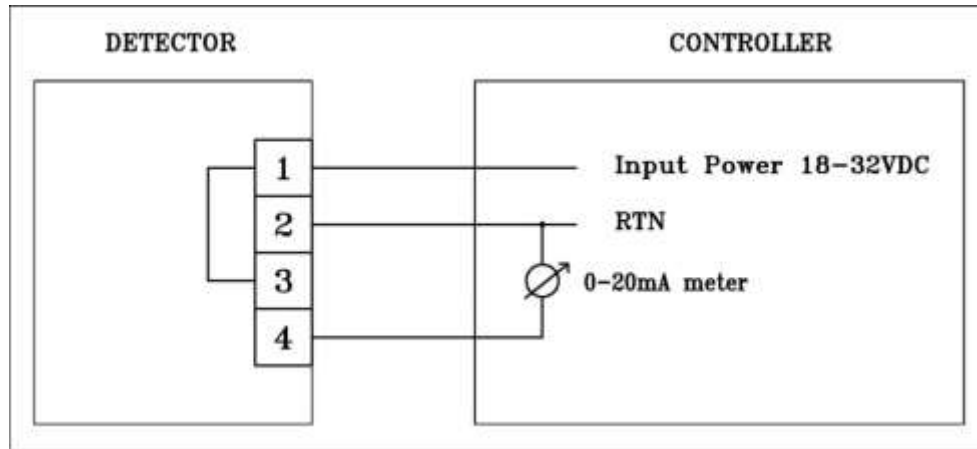 DETECTOR
CONTROLLER
1
Input Power 18-32VDC
2
RTN
3
0-20mA meter
4